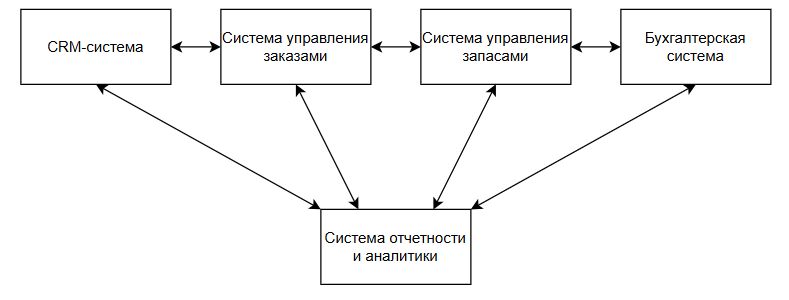 CRM-система
Система управления
заказами
Система управления
запасами
Бухгалтерская
система
Система отчетности
и аналитики